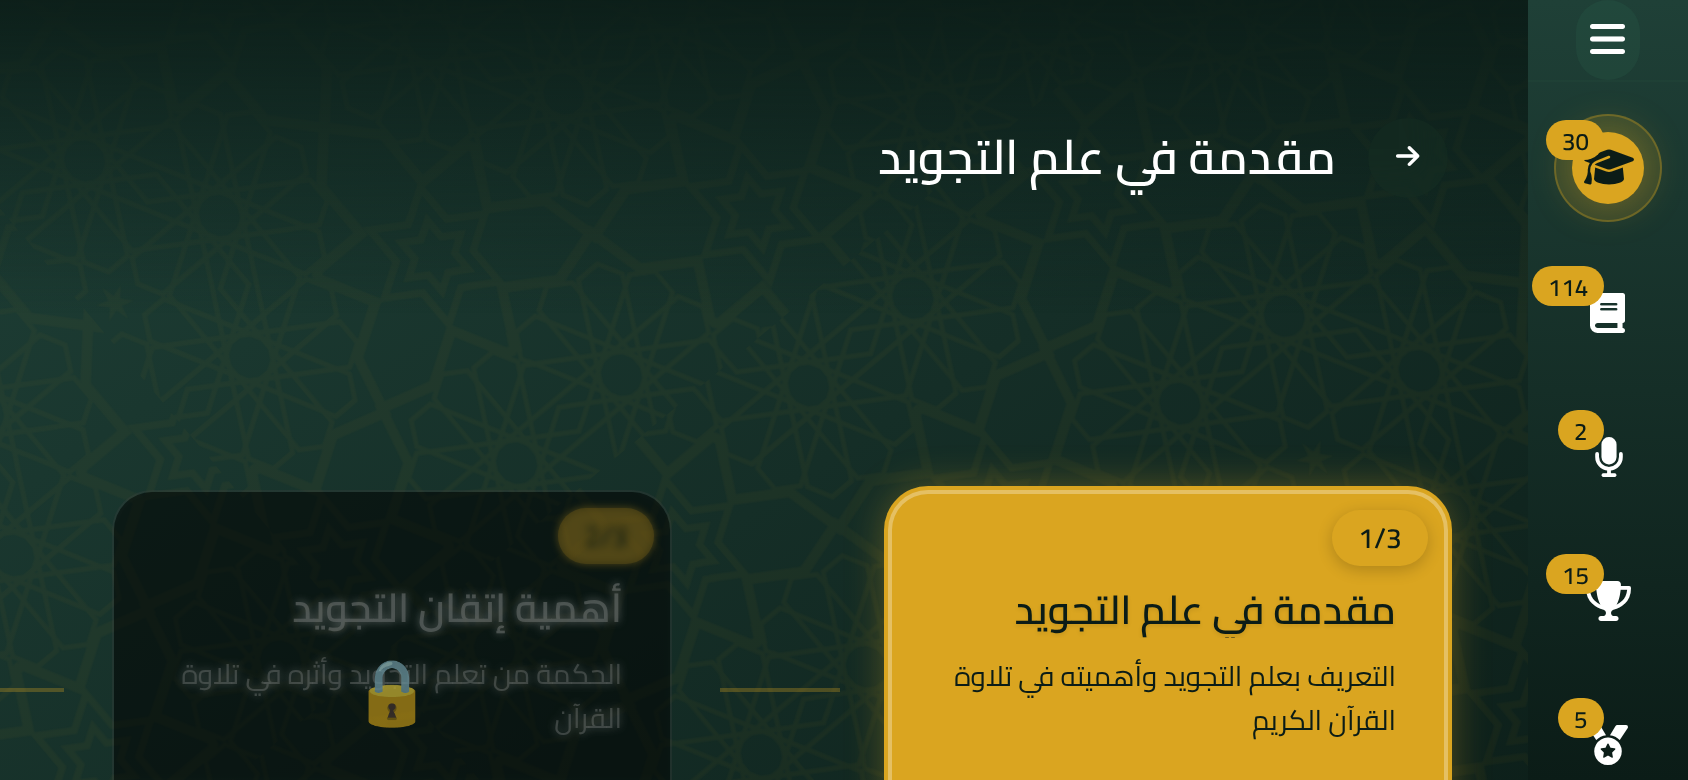 30
114
2
15
5
مقدمة في علم التجويد
1/3
مقدمة في علم التجويد
التعريف بعلم التجويد وأهميته في تلاوة
القرآن الكريم
أهمية إتقان التجويد
الحكمة من تعلم التجويد وأثره في تلاوة
القرآن